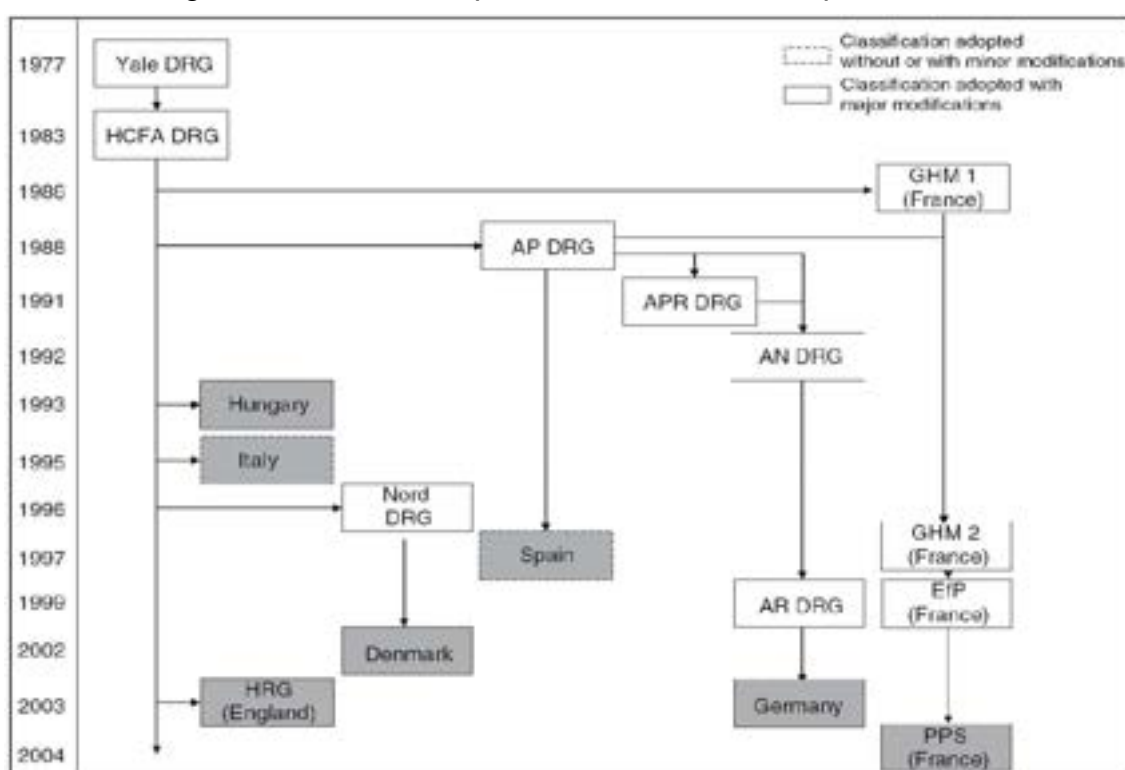 1977
Yale DRG
Classification adopted
without or with minor modifications
Classification adopted with
major modifications
1983
HCFA DRG
1986
GHM 1
(France)
1988
AP DRG
1991
APR DRG
1992
AN DRG
1993
Hungary
1995
Italy
1996
Nord
DRG
1997
Spain
GHM 2
(France)
1999
AR DRG
EfP
(France)
2002
Denmark
2003
HRG
(England)
Germany
2004
PPS
(France)